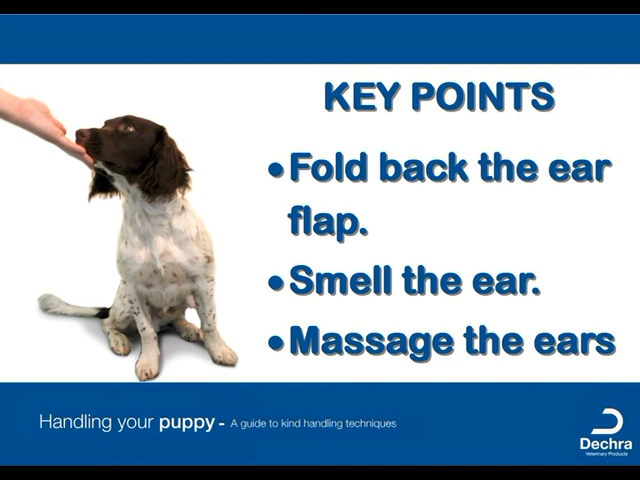 KEY POINTS
•Fold back the ear
flap.
•Smell the ear.
•Massage the ears
Handling your puppy - A guide to kind handling techniques
Dechra
Veterinary Products